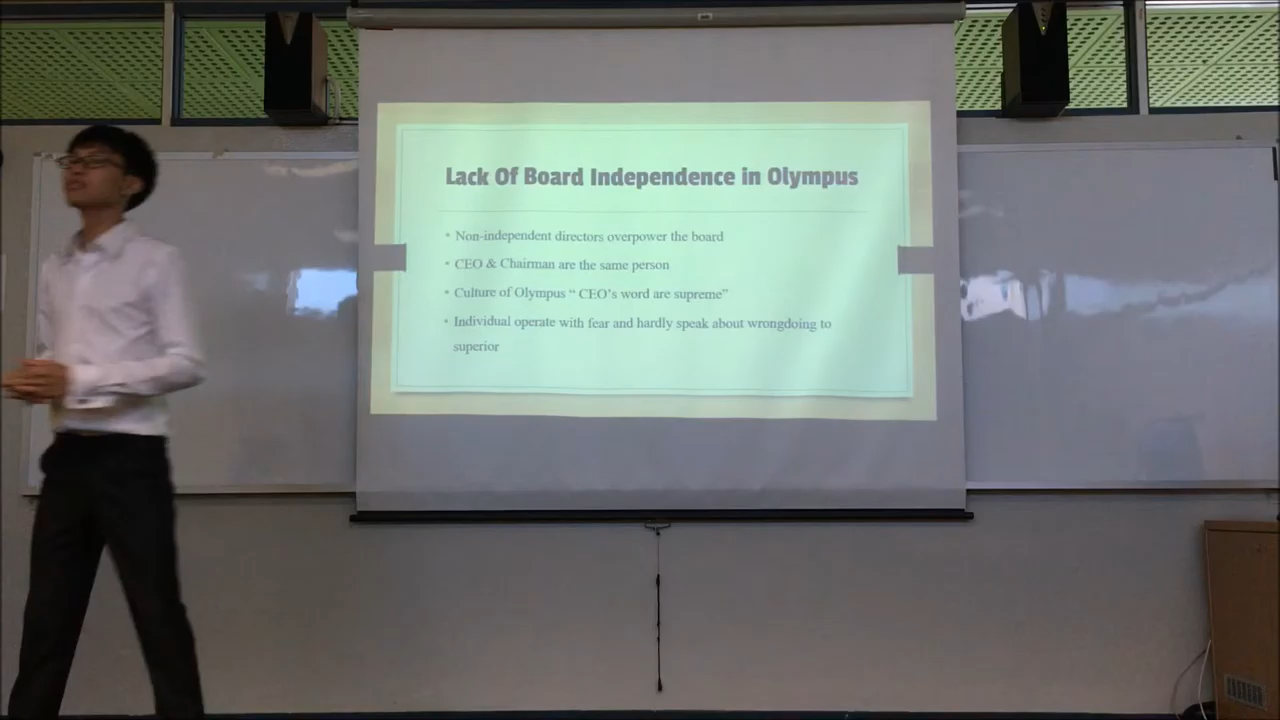 Lack Of Board Independence in Olympus
• Non-independent directors overpower the board
• CEO & Chairman are the same person
• Culture of Olympus “ CEO’s word are supreme”
• Individual operate with fear and hardly speak about wrongdoing to
superior